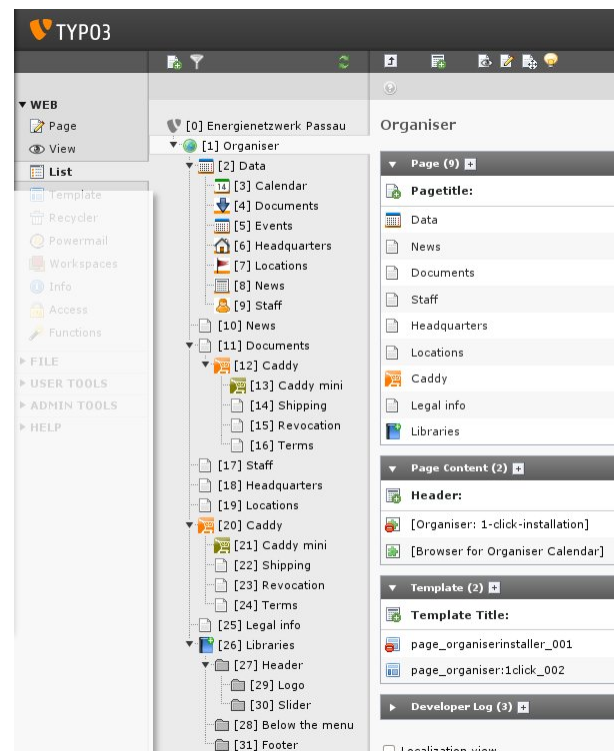 TYPO3
WEB
Page
View
List
Template
Recycler
Powermail
Workspaces
Info
Access
Functions
FILE
USER TOOLS
ADMIN TOOLS
HELP
[0] Energienetzwerk Passau
[1] Organiser
[2] Data
14 [3] Calendar
[4] Documents
[5] Events
[6] Headquarters
[7] Locations
[8] News
[9] Staff
[10] News
[11] Documents
[12] Caddy
[13] Caddy mini
[14] Shipping
[15] Revocation
[16] Terms
[17] Staff
[18] Headquarters
[19] Locations
[20] Caddy
[21] Caddy mini
[22] Shipping
[23] Revocation
[24] Terms
[25] Legal info
[26] Libraries
[27] Header
[29] Logo
[30] Slider
[28] Below the menu
[31] Footer
Organiser
Page (9)
Pagetitle:
Data
News
Documents
Staff
Headquarters
Locations
Caddy
Legal info
Libraries
Page Content (2)
Header:
[Organiser: 1-click-installation]
[Browser for Organiser Calendar]
Template (2)
Template Title:
page_organiserinstaller_001
page_organiser:1click_002
Developer Log (3)
Localization view